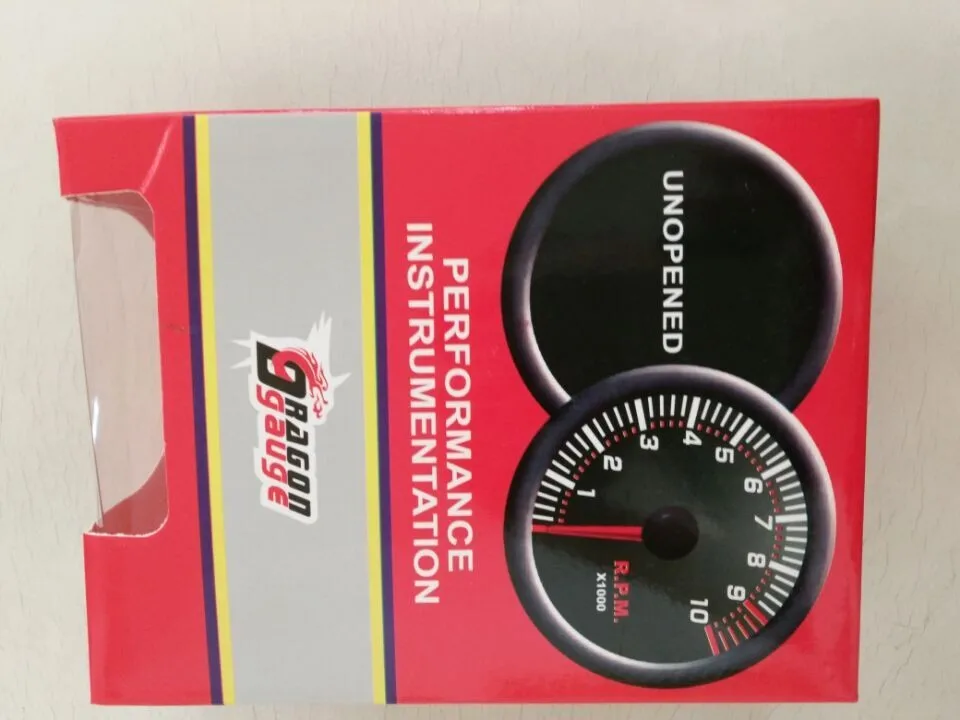 UNOPENED
1
2
3
4
5
6
7
8
9
10
R.P.M.
X1000
PERFORMANCE
INSTRUMENTATION
DRAGON
gauge